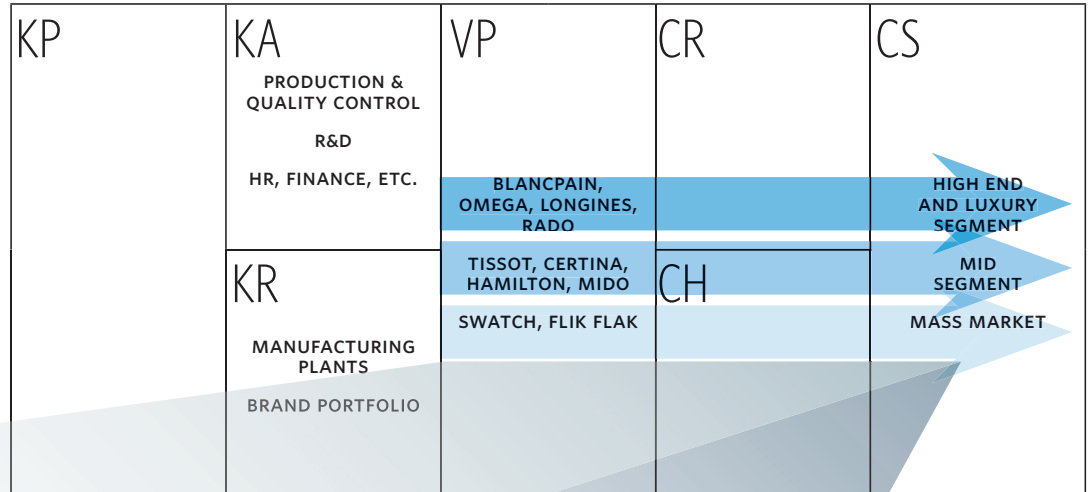 KP
KA
PRODUCTION &
QUALITY CONTROL
R&D
HR, FINANCE, ETC.
KR
MANUFACTURING
PLANTS
BRAND PORTFOLIO
VP
BLANCPAIN,
OMEGA, LONGINES,
RADO
TISSOT, CERTINA,
HAMILTON, MIDO
SWATCH, FLIK FLAK
CR
CH
CS
HIGH END
AND LUXURY
SEGMENT
MID
SEGMENT
MASS MARKET